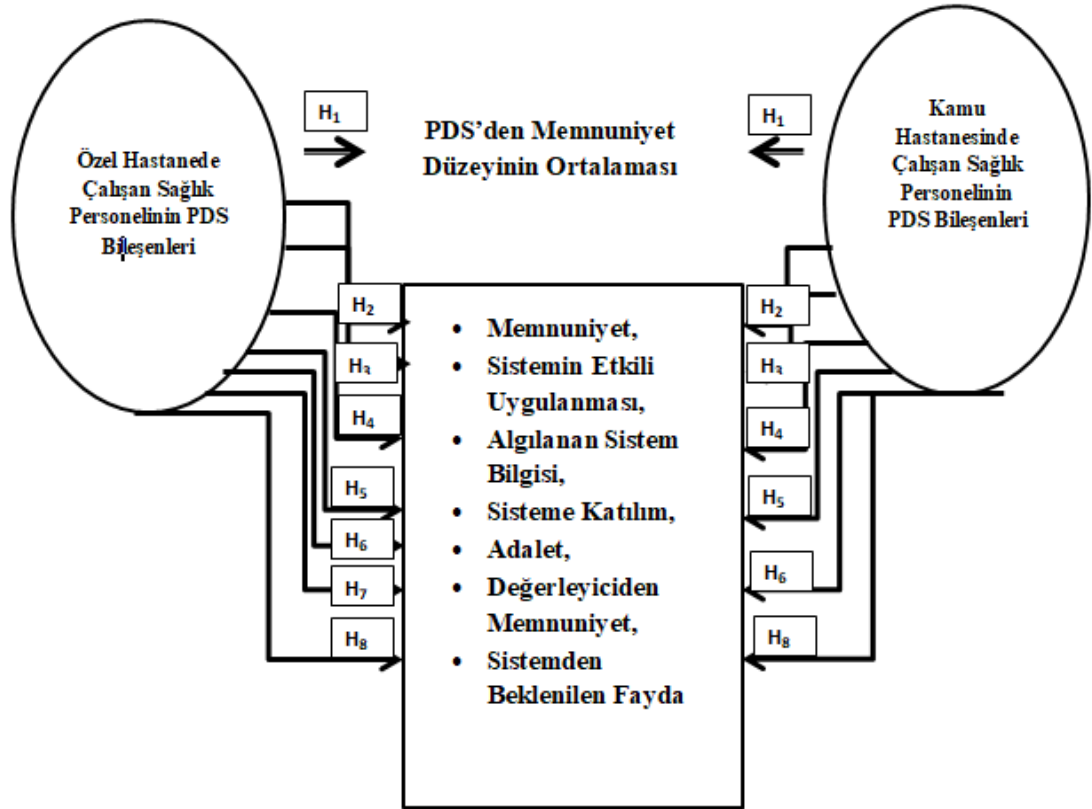 Özel Hastanede
Çalışan Sağlık
Personelinin PDS
Bileşenleri
H1
PDS’den Memnuniyet
Düzeyinin Ortalaması
H1
Kamu
Hastanesinde
Çalışan Sağlık
Personelinin
PDS Bileşenleri
H2
H3
H4
H5
H6
H7
H8
• Memnuniyet,
• Sistemin Etkili
Uygulanması,
• Algılanan Sistem
Bilgisi,
• Sisteme Katılım,
• Adalet,
• Değerleyiciden
Memnuniyet,
• Sistemden
Beklenilen Fayda
H2
H3
H4
H5
H6
H8